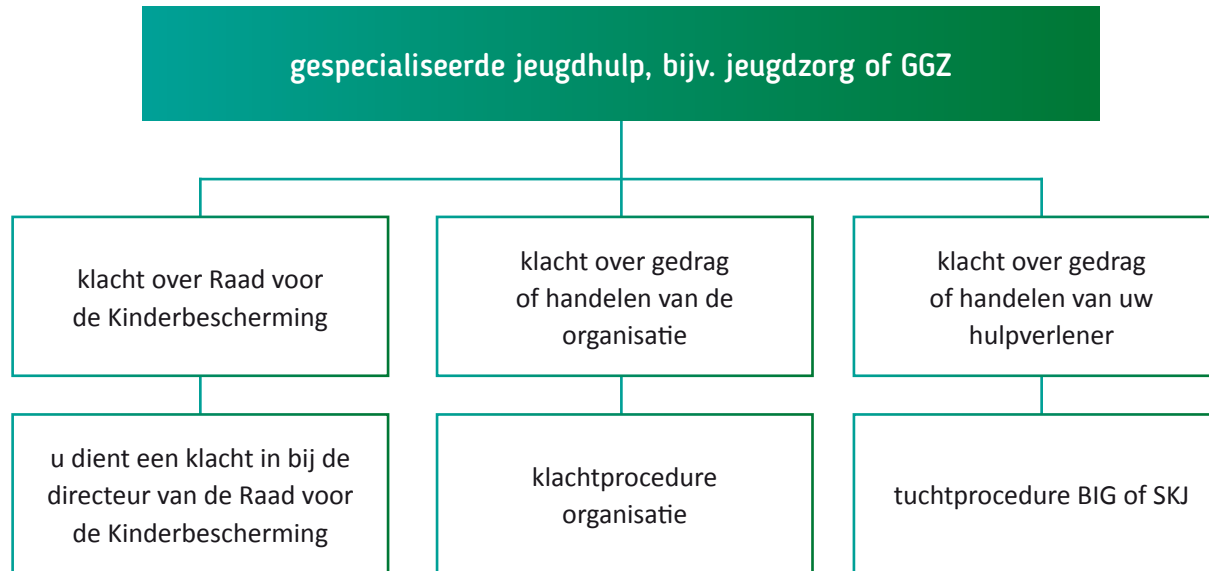 gespecialiseerde jeugdhulp, bijv. jeugdzorg of GGZ
klacht over Raad voor
de Kinderbescherming
klacht over gedrag
of handelen van de
organisatie
klacht over gedrag
of handelen van uw
hulpverlener
u dient een klacht in bij de
directeur van de Raad voor
de Kinderbescherming
klachtprocedure
organisatie
tuchtprocedure BIG of SKJ